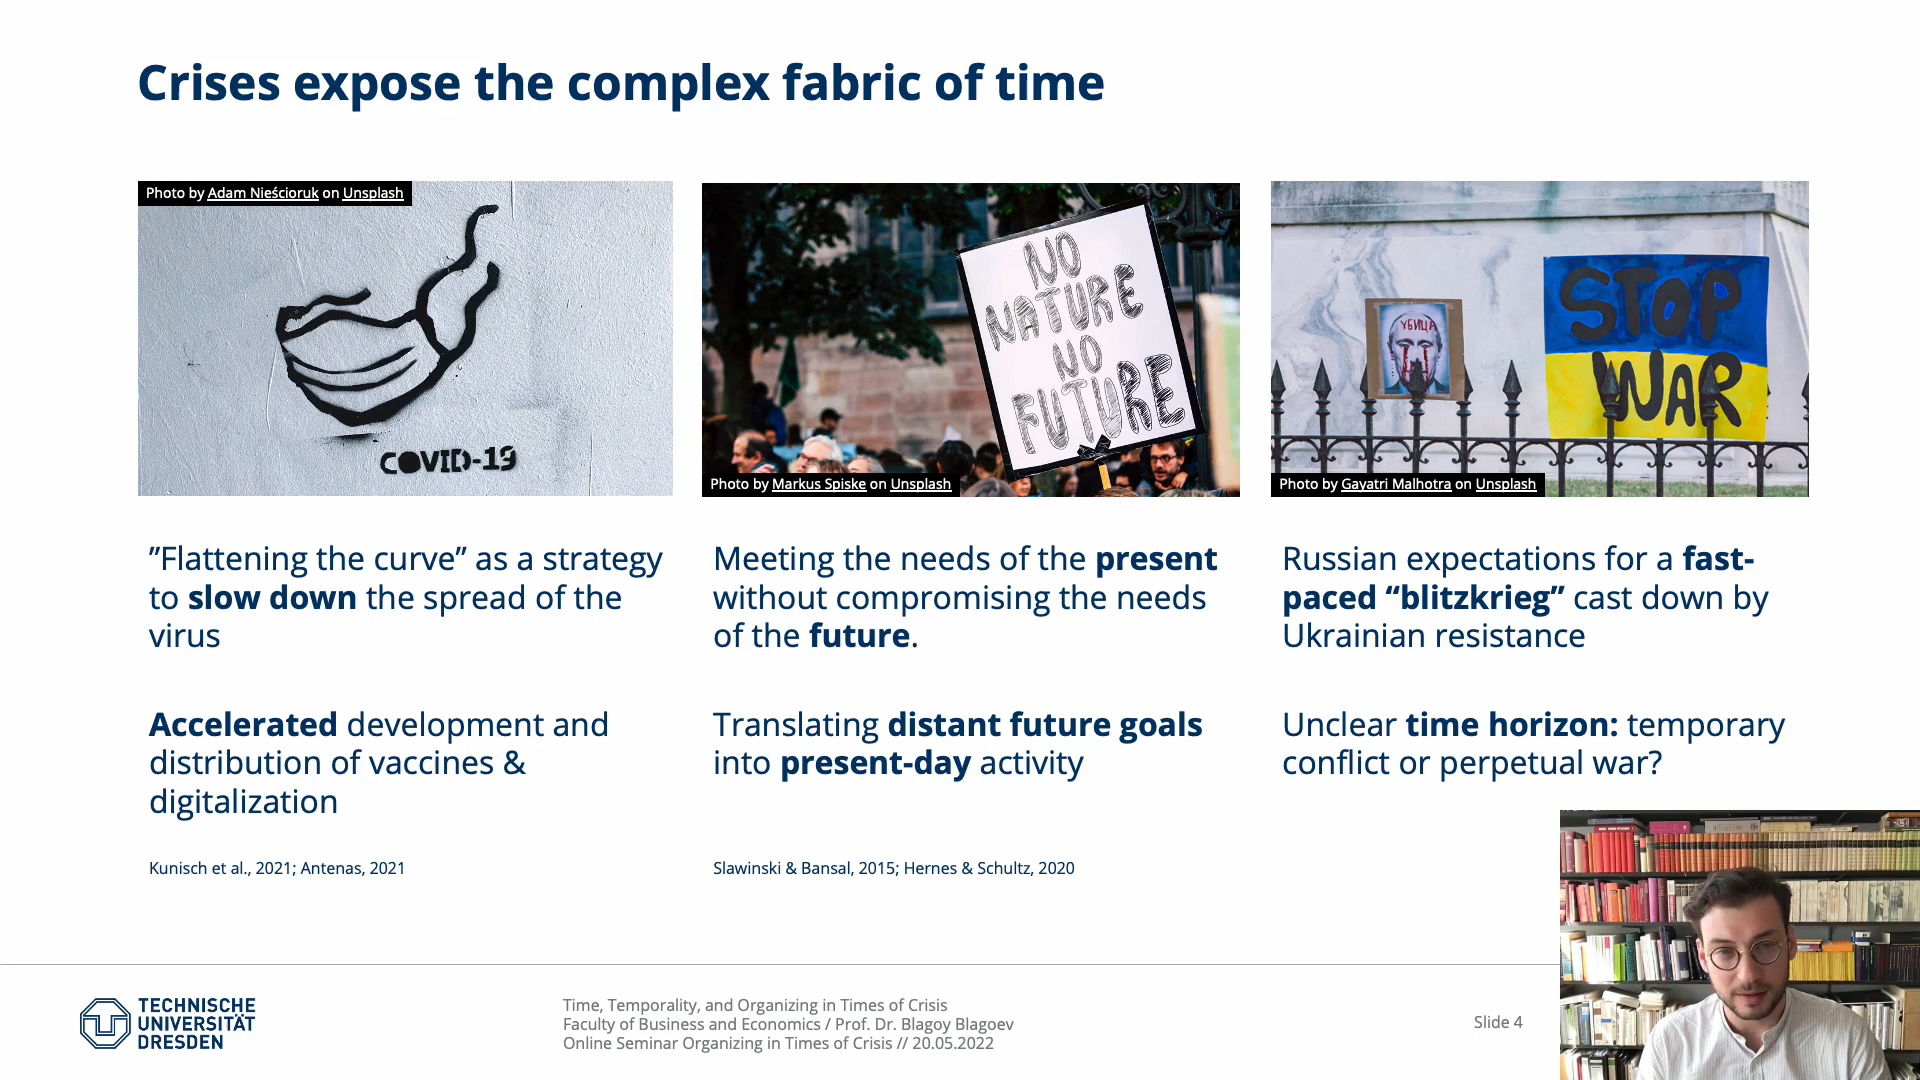 Crises expose the complex fabric of time
Photo by Adam Nieścioruk on Unsplash
COVID-19
NO
NATURE
NO
FUTURE
Photo by Markus Spiske on Unsplash
УБИЦА
STOP
WAR
Photo by Gayatri Malhotra on Unsplash
”Flattening the curve” as a strategy
to slow down the spread of the
virus
Accelerated development and
distribution of vaccines &
digitalization
Kunisch et al., 2021; Antenas, 2021
Meeting the needs of the present
without compromising the needs
of the future.
Translating distant future goals
into present-day activity
Slawinski & Bansal, 2015; Hernes & Schultz, 2020
Russian expectations for a fast-
paced “blitzkrieg” cast down by
Ukrainian resistance
Unclear time horizon: temporary
conflict or perpetual war?
TECHNISCHE
UNIVERSITÄT
DRESDEN
Time, Temporality, and Organizing in Times of Crisis
Faculty of Business and Economics / Prof. Dr. Blagoy Blagoev
Online Seminar Organizing in Times of Crisis // 20.05.2022
Slide 4